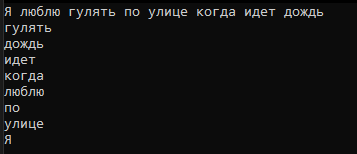 Я люблю гулять по улице когда идет дождь
гулять
дождь
идет
когда
люблю
по
улице
Я